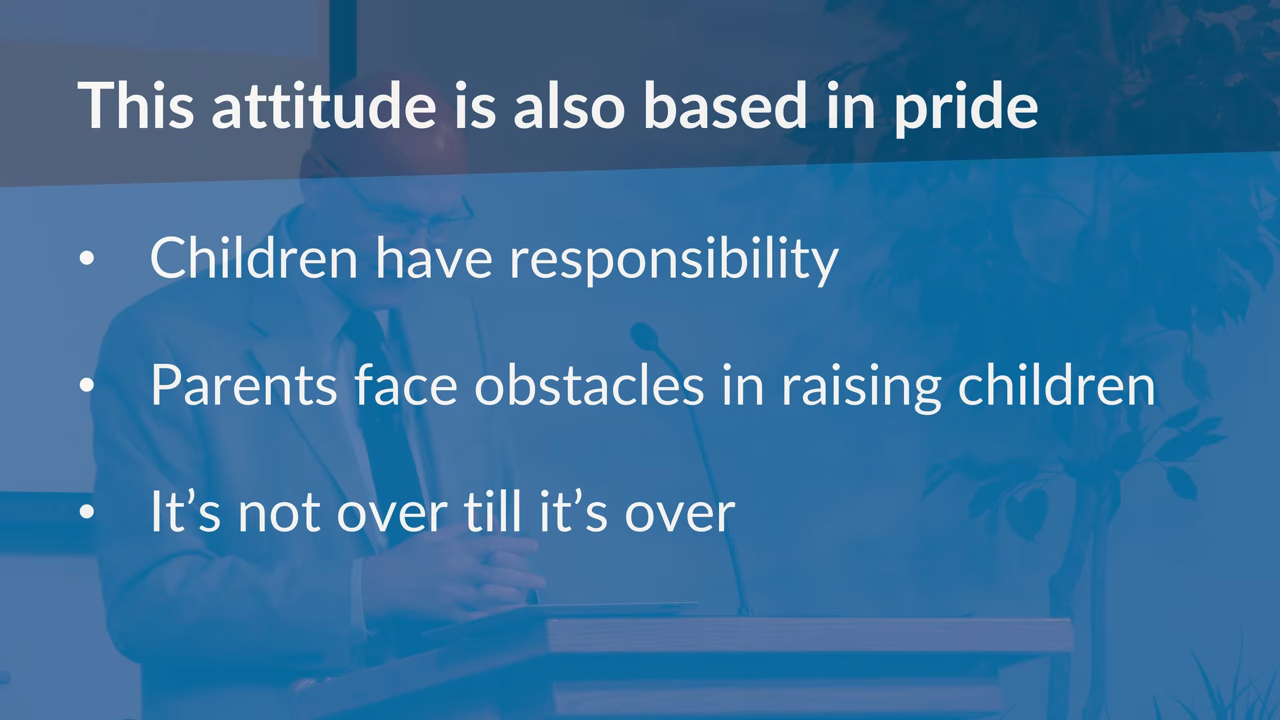 This attitude is also based in pride
• Children have responsibility
• Parents face obstacles in raising children
• It’s not over till it’s over